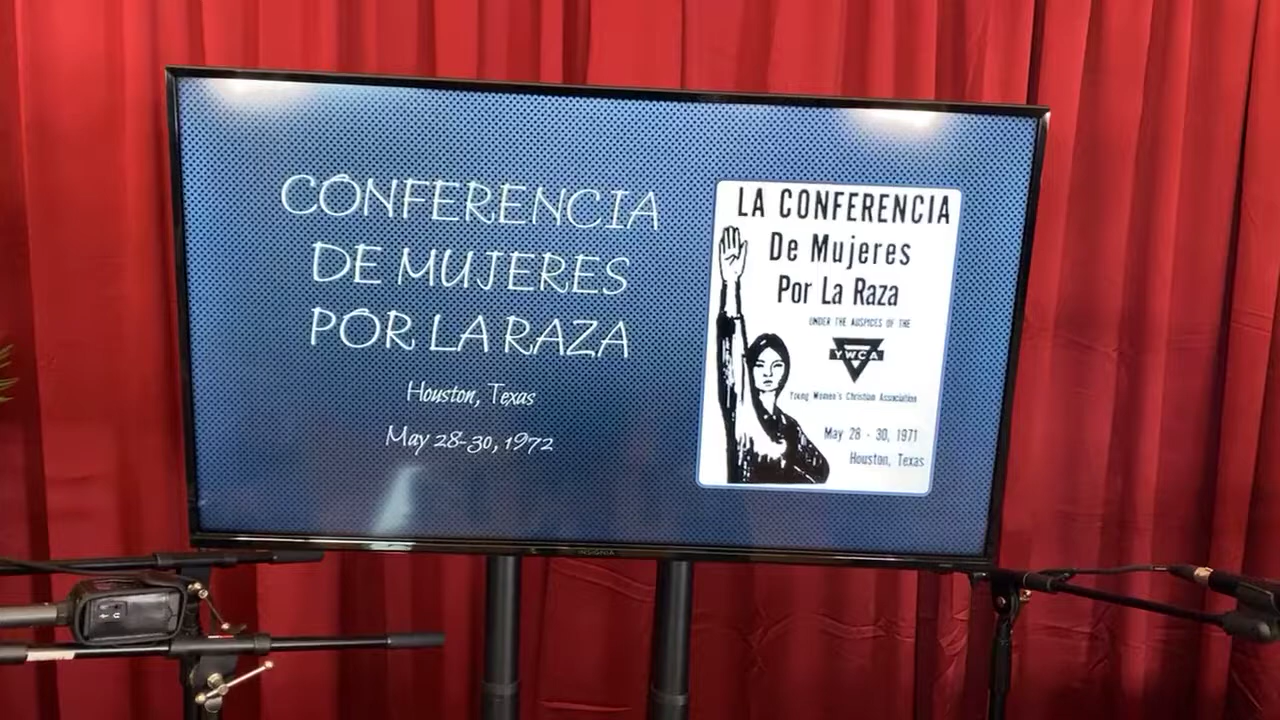 CONFERENCIA
DE MUJERES
POR LA RAZA
Houston, Texas
May 28-30, 1972
LA CONFERENCIA
De Mujeres
Por La Raza
UNDER THE AUSPICES OF THE
YWCA
Young Women's Christian Association
May 28 - 30, 1971
Houston, Texas
INSIGNIA